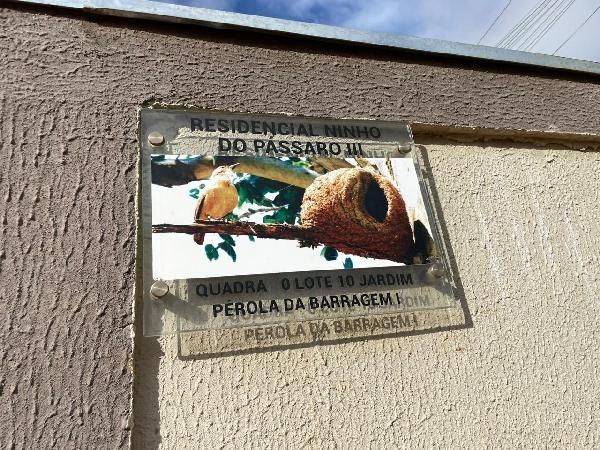 RESIDENCIAL NINHO
DO PÁSSARO III
QUADRA 0 LOTE 10 JARDIM
PÉROLA DA BARRAGEM I